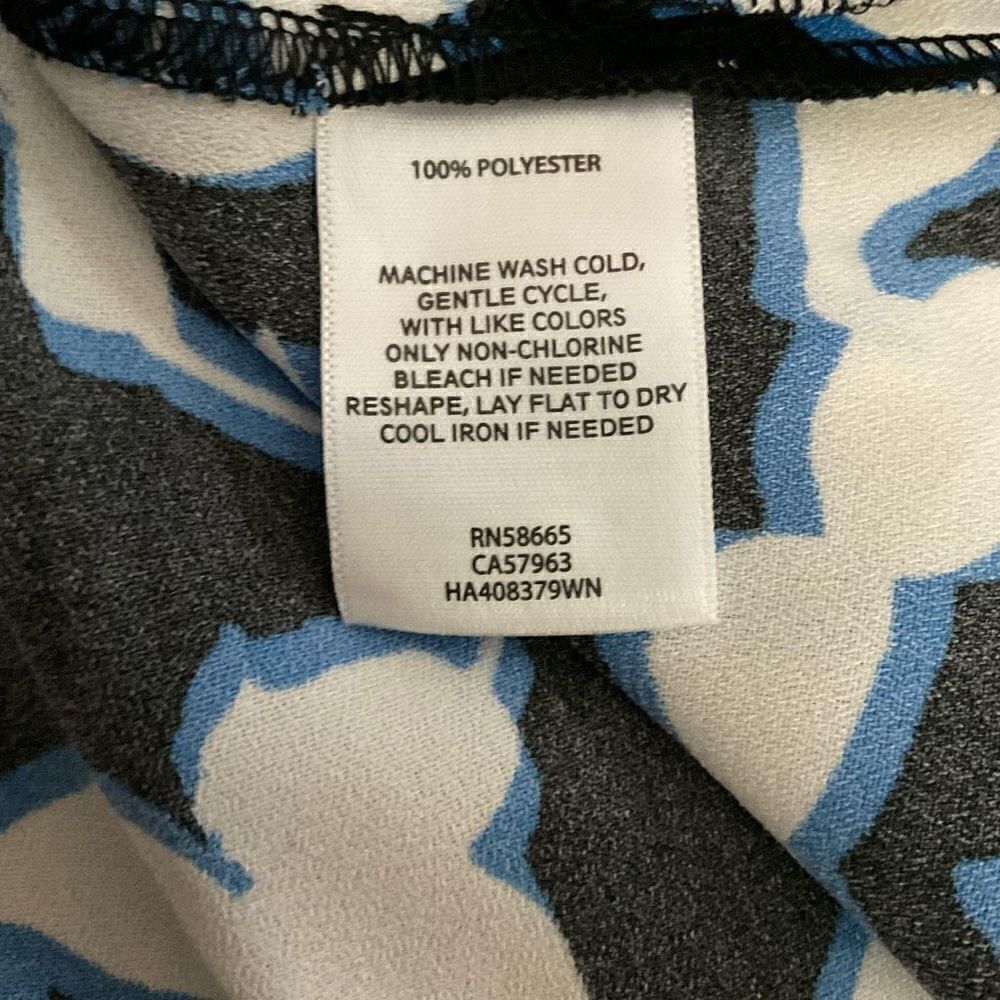 100% POLYESTER
MACHINE WASH COLD,
GENTLE CYCLE,
WITH LIKE COLORS
ONLY NON-CHLORINE
BLEACH IF NEEDED
RESHAPE, LAY FLAT TO DRY
COOL IRON IF NEEDED
RN58665
CA57963
HA408379WN